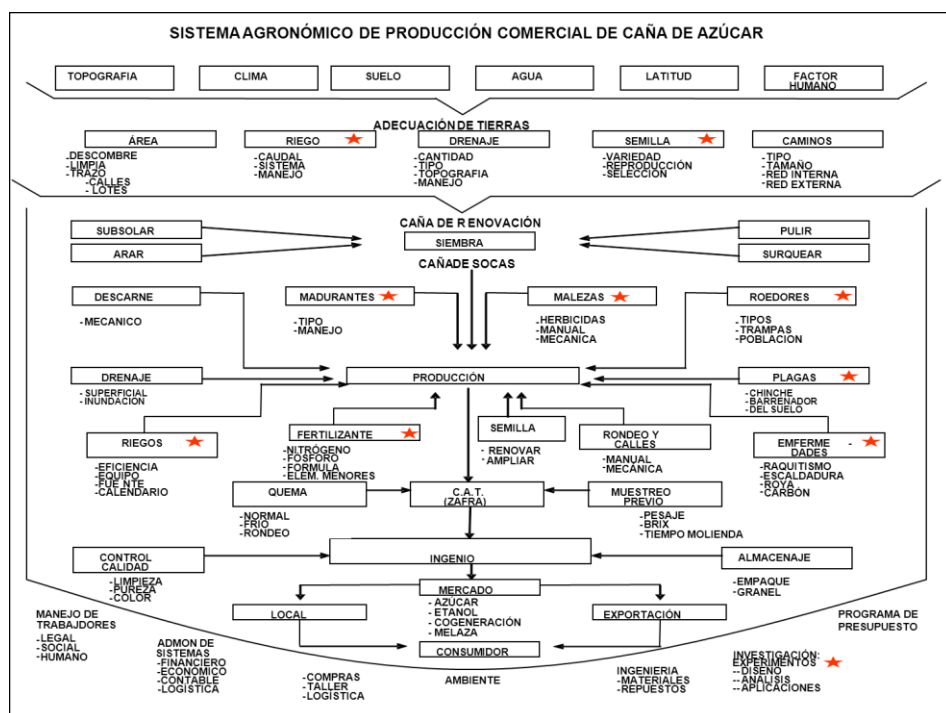 SISTEMA AGRONÓMICO DE PRODUCCIÓN COMERCIAL DE CAÑA DE AZÚCAR
TOPOGRAFIA
CLIMA
SUELO
AGUA
LATITUD
FACTOR
HUMANO
ADECUACIÓN DE TIERRAS
ÁREA
-DESCOMBRE
-LIMPIA
-TRAZO
-CALLES
- LOTES
RIEGO
-CAUDAL
-SISTEMA
-MANEJO
DRENAJE
-CANTIDAD
-TIPO
-TOPOGRAFIA
-MANEJO
SEMILLA
-VARIEDAD
-REPRODUCCIÓN
-SELECCIÓN
CAMINOS
-TIPO
-TAMAÑO
-RED INTERNA
-RED EXTERNA
CAÑA DE RENOVACIÓN
SUBSOLAR
ARAR
SIEMBRA
PULIR
SURQUEAR
CAÑADE SOCAS
DESCARNE
-MECANICO
MADURANTES
-TIPO
-MANEJO
MALEZAS
-HERBICIDAS
-MANUAL
-MECANICA
ROEDORES
-TIPOS
-TRAMPAS
-POBLACION
DRENAJE
-SUPERFICIAL
-INUNDACION
PRODUCCIÓN
PLAGAS
-CHINCHE
-BARRENADOR
-DEL SUELO
RIEGOS
-EFICIENCIA
-EQUIPO
-FUE NTE
-CALENDARIO
FERTILIZANTE
-NITRÓGENO
-FOSFORO
-FORMULA
-ELEM. MENORES
SEMILLA
- RENOVAR
- AMPLIAR
RONDEO Y
CALLES
-MANUAL
-MECÁNICA
EMFERME -
DADES
-RAQUITISMO
-ESCALDADURA
-ROYA
-CARBÓN
QUEMA
-NORMAL
-FRIO
-RONDEO
C.A.T.
(ZAFRA)
MUESTREO
PREVIO
-PESAJE
-BRIX
-TIEMPO MOLIENDA
CONTROL
CALIDAD
-LIMPIEZA
-PUREZA
-COLOR
INGENIO
ALMACENAJE
-EMPAQUE
-GRANEL
MERCADO
- AZÚCAR
- ETANOL
- COGENERACIÓN
- MELAZA
LOCAL
EXPORTACIÓN
CONSUMIDOR
MANEJO DE
TRABAJDORES
-LEGAL
-SOCIAL
-HUMANO
PROGRAMA DE
PRESUPUESTO
ADMON DE
SISTEMAS
-FINANCIERO
-ECONÓMICO
-CONTABLE
-LOGÍSTICA
-COMPRAS
-TALLER
-LOGÍSTICA
AMBIENTE
INGENIERIA
-MATERIALES
-REPUESTOS
INVESTIGACIÓN:
EXPERIMENTOS
-- DISEÑO
-- ANÁLISIS
-- APLICACIONES